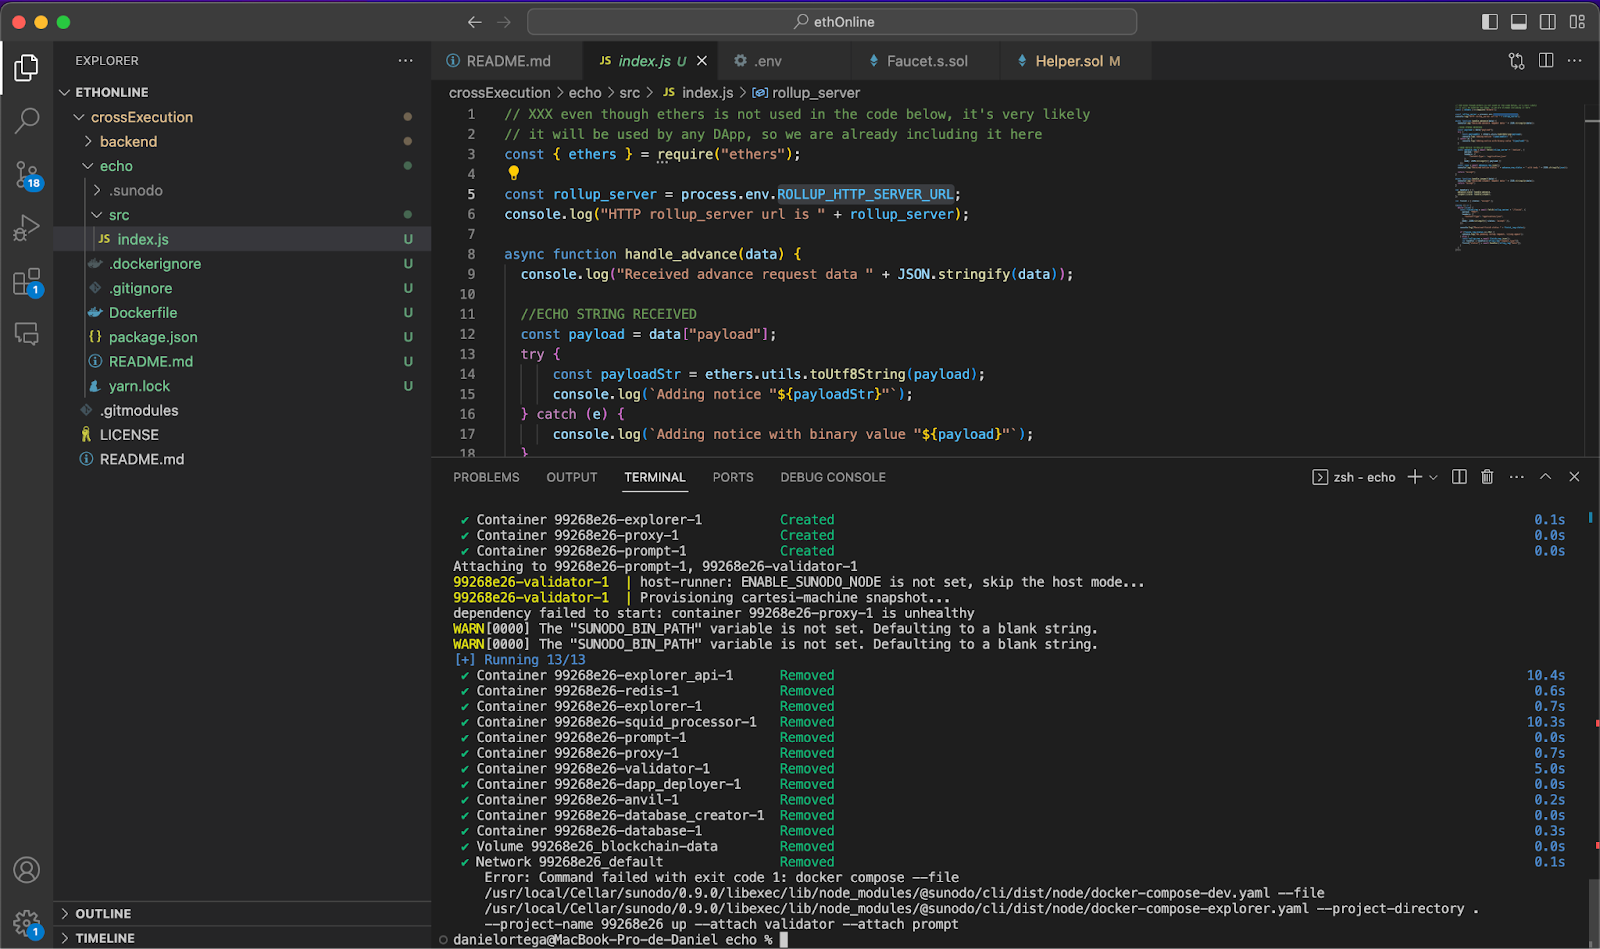 ethOnline
EXPLORER
ETHONLINE
crossExecution
backend
echo
.sunodo
src
JS index.js U
.dockerignore U
.gitignore U
Dockerfile U
{} package.json U
README.md U
yarn.lock U
.gitmodules
LICENSE
README.md
OUTLINE
TIMELINE
18
1
1
README.md
JS index.js U
.env
Faucet.s.sol
Helper.sol M
crossExecution > echo > src > JS index.js > rollup_server
1 // XXX even though ethers is not used in the code below, it's very likely
2 // it will be used by any DApp, so we are already including it here
3 const { ethers } = require("ethers");
4
5 const rollup_server = process.env.ROLLUP_HTTP_SERVER_URL;
6 console.log("HTTP rollup_server url is " + rollup_server);
7
8 async function handle_advance(data) {
9 console.log("Received advance request data " + JSON.stringify(data));
10
11 //ECHO STRING RECEIVED
12 const payload = data["payload"];
13 try {
14 const payloadStr = ethers.utils.toUtf8String(payload);
15 console.log(`Adding notice "${payloadStr}"`);
16 } catch (e) {
17 console.log(`Adding notice with binary value "${payload}"`);
18 }
PROBLEMS OUTPUT TERMINAL PORTS DEBUG CONSOLE
zsh - echo
✔ Container 99268e26-explorer-1 Created 0.1s
✔ Container 99268e26-proxy-1 Created 0.0s
✔ Container 99268e26-prompt-1 Created 0.0s
Attaching to 99268e26-prompt-1, 99268e26-validator-1
99268e26-validator-1 | host-runner: ENABLE_SUNODO_NODE is not set, skip the host mode...
99268e26-validator-1 | Provisioning cartesi-machine snapshot...
dependency failed to start: container 99268e26-proxy-1 is unhealthy
WARN[0000] The "SUNODO_BIN_PATH" variable is not set. Defaulting to a blank string.
WARN[0000] The "SUNODO_BIN_PATH" variable is not set. Defaulting to a blank string.
[+] Running 13/13
✔ Container 99268e26-explorer_api-1 Removed 10.4s
✔ Container 99268e26-redis-1 Removed 0.6s
✔ Container 99268e26-explorer-1 Removed 0.7s
✔ Container 99268e26-squid_processor-1 Removed 10.3s
✔ Container 99268e26-prompt-1 Removed 0.0s
✔ Container 99268e26-proxy-1 Removed 0.7s
✔ Container 99268e26-validator-1 Removed 5.0s
✔ Container 99268e26-dapp_deployer-1 Removed 0.0s
✔ Container 99268e26-anvil-1 Removed 0.2s
✔ Container 99268e26-database_creator-1 Removed 0.0s
✔ Container 99268e26-database-1 Removed 0.3s
✔ Volume 99268e26_blockchain-data Removed 0.0s
✔ Network 99268e26_default Removed 0.1s
Error: Command failed with exit code 1: docker compose --file
/usr/local/Cellar/sunodo/0.9.0/libexec/lib/node_modules/@sunodo/cli/dist/node/docker-compose-dev.yaml --file
/usr/local/Cellar/sunodo/0.9.0/libexec/lib/node_modules/@sunodo/cli/dist/node/docker-compose-explorer.yaml --project-directory .
--project-name 99268e26 up --attach validator --attach prompt
danielortega@MacBook-Pro-de-Daniel echo %